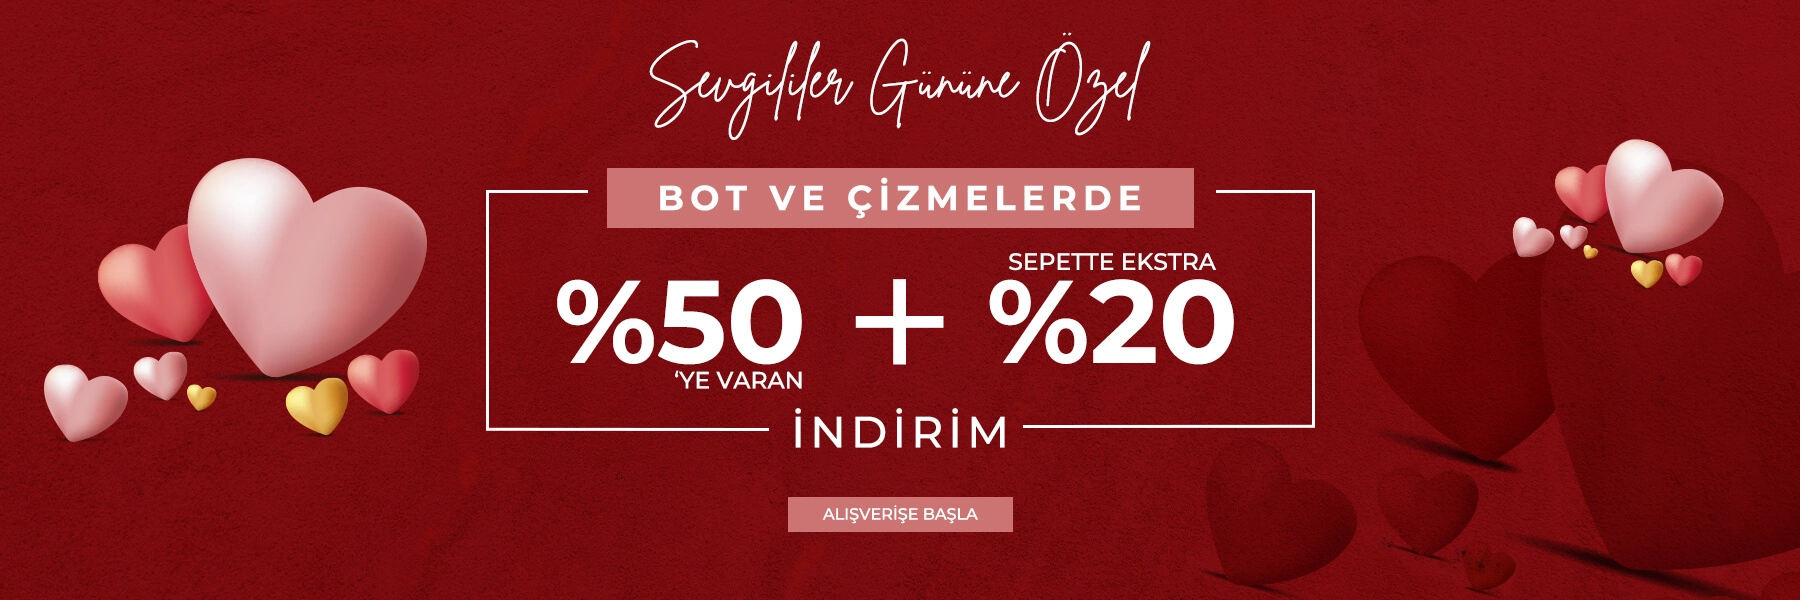 Sevgililer Gününe Özel
BOT VE ÇİZMELERDE
%50
'YE VARAN
+
SEPETTE EKSTRA
%20
İNDİRİM
ALIŞVERİŞE BAŞLA